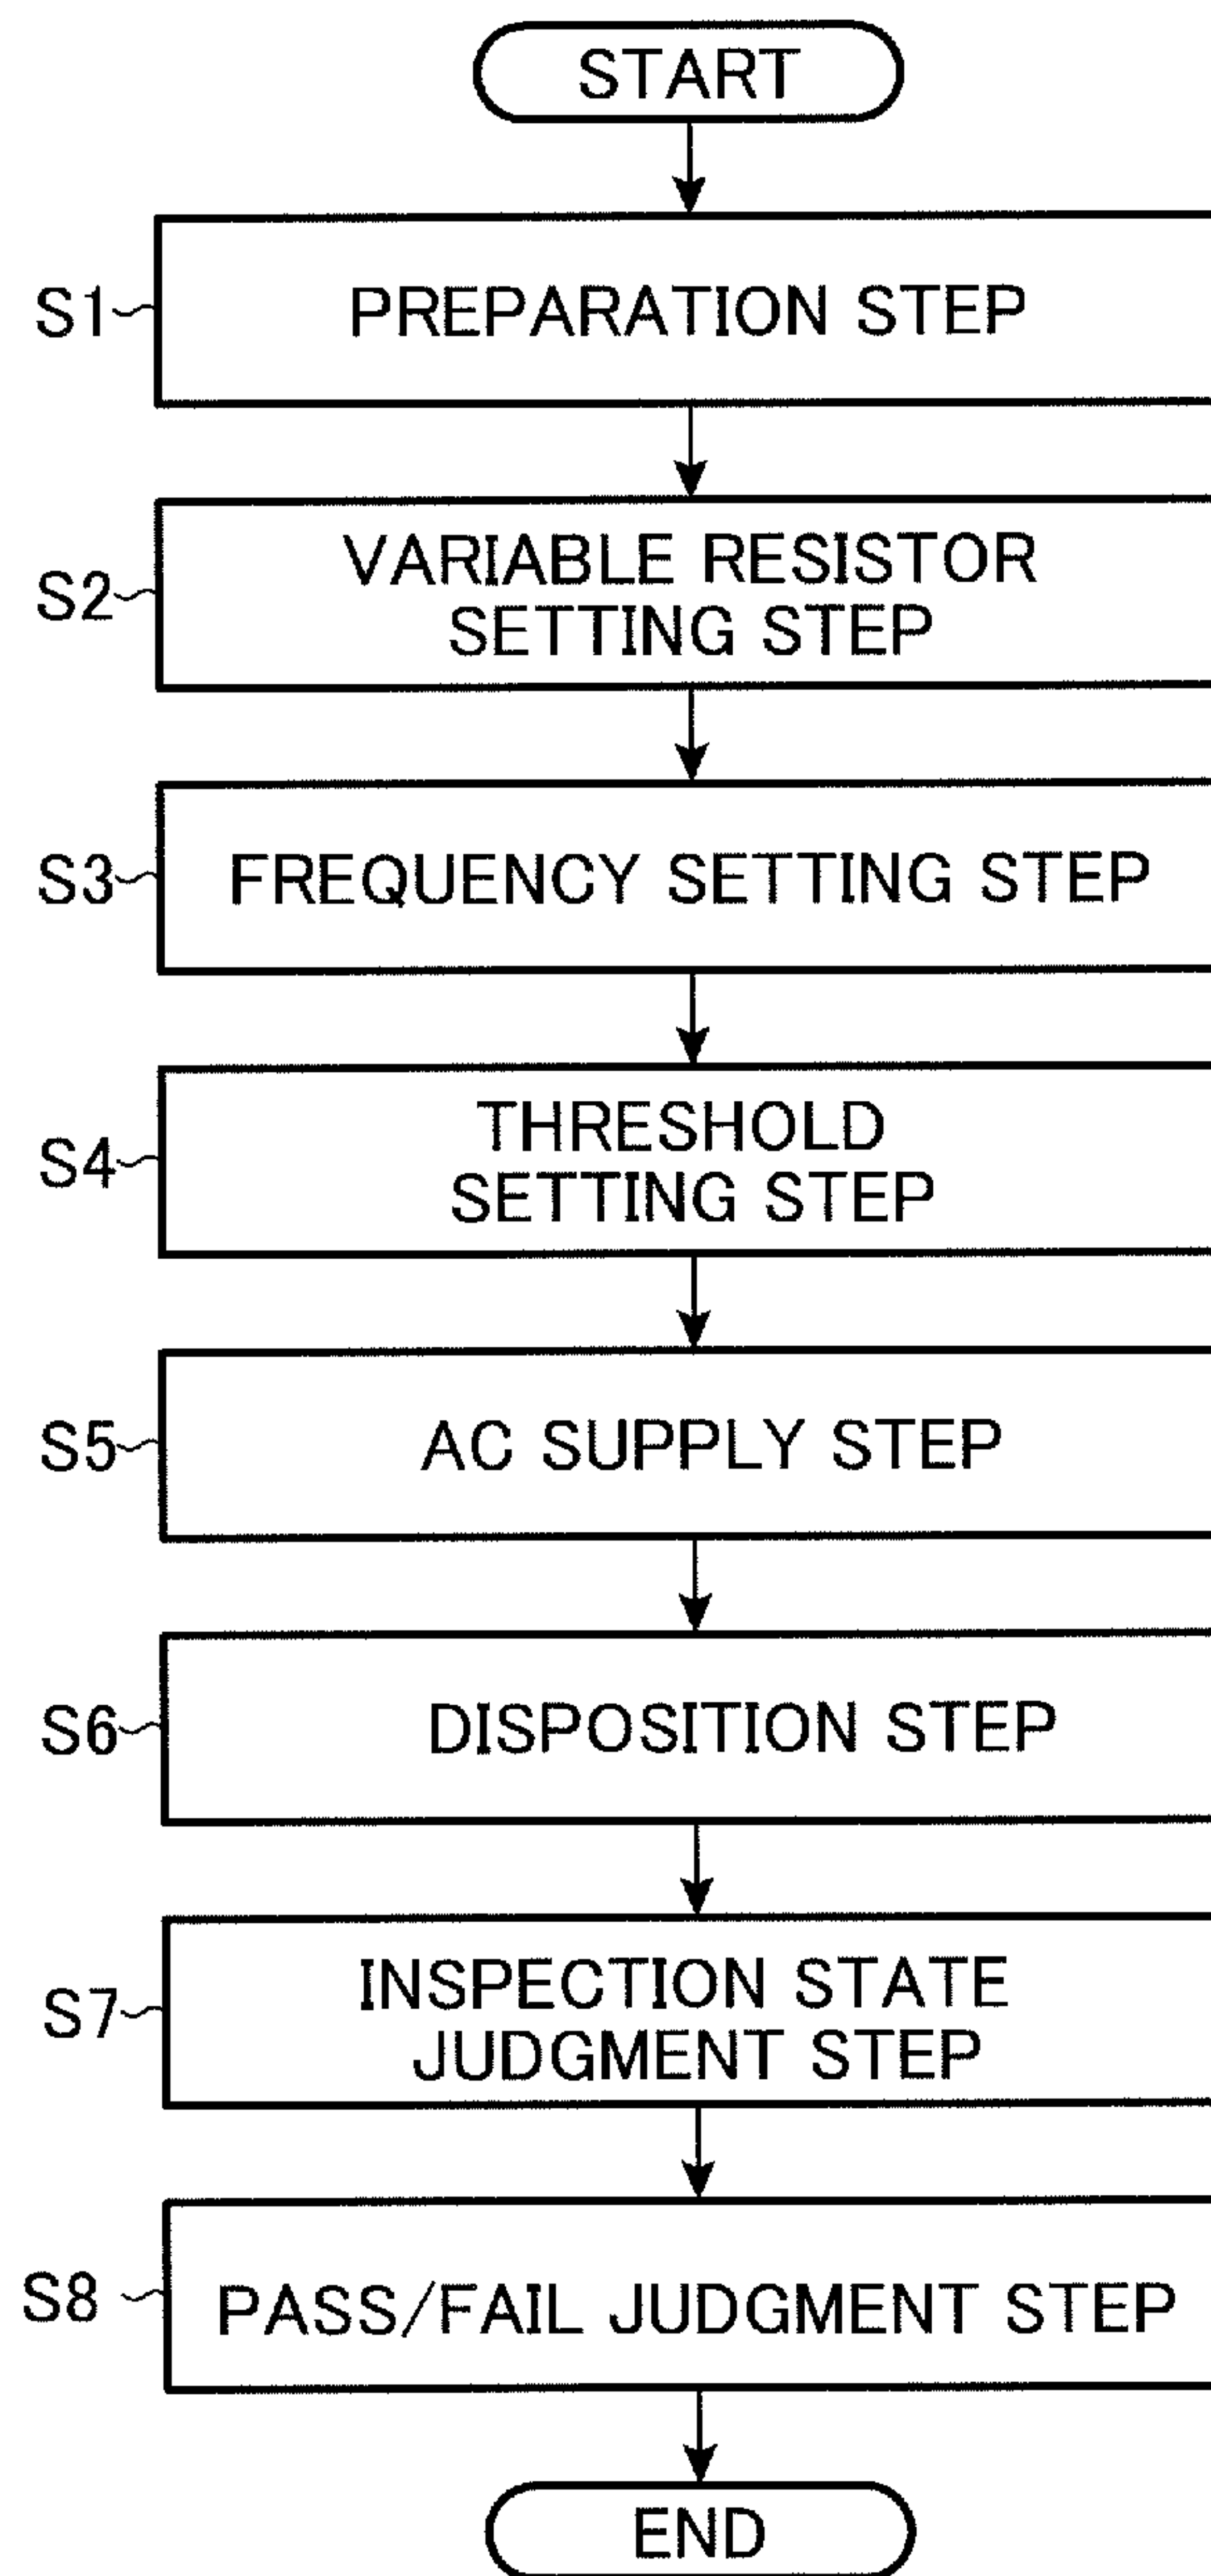 START
S1
PREPARATION STEP
S2
VARIABLE RESISTOR
SETTING STEP
S3
FREQUENCY SETTING STEP
S4
THRESHOLD
SETTING STEP
S5
AC SUPPLY STEP
S6
DISPOSITION STEP
S7
INSPECTION STATE
JUDGMENT STEP
S8
PASS/FAIL JUDGMENT STEP
END